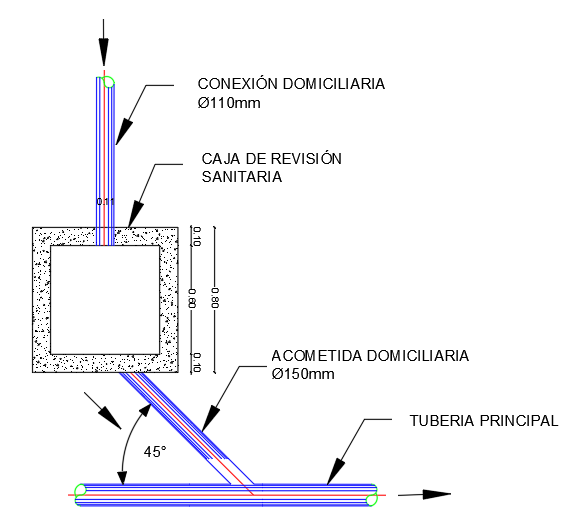 CONEXIÓN DOMICILIARIA
Ø110mm
CAJA DE REVISIÓN
SANITARIA
0.11
0.10
0.60
0.80
0.10
ACOMETIDA DOMICILIARIA
Ø150mm
TUBERIA PRINCIPAL
45°